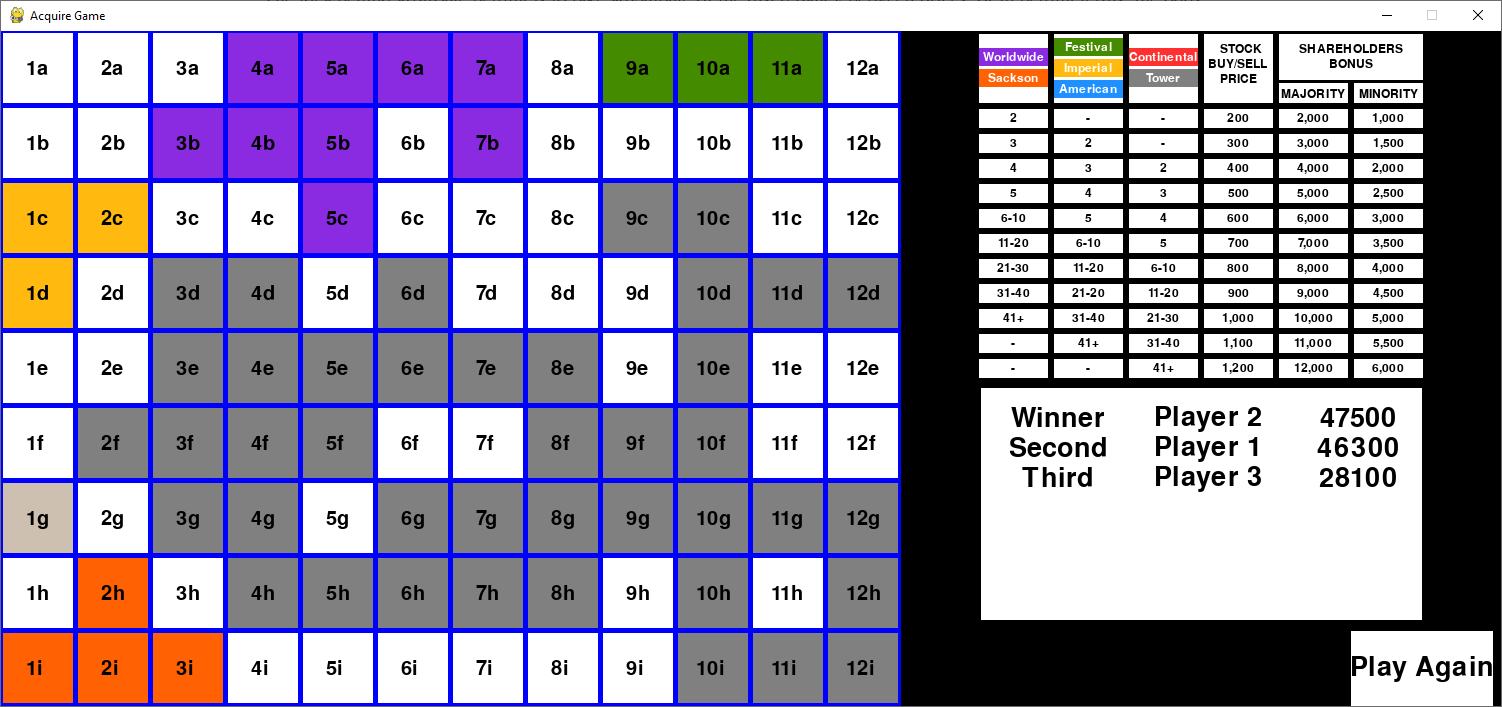 Acquire Game
1a 2a 3a 4a 5a 6a 7a 8a 9a 10a 11a 12a
1b 2b 3b 4b 5b 6b 7b 8b 9b 10b 11b 12b
1c 2c 3c 4c 5c 6c 7c 8c 9c 10c 11c 12c
1d 2d 3d 4d 5d 6d 7d 8d 9d 10d 11d 12d
1e 2e 3e 4e 5e 6e 7e 8e 9e 10e 11e 12e
1f 2f 3f 4f 5f 6f 7f 8f 9f 10f 11f 12f
1g 2g 3g 4g 5g 6g 7g 8g 9g 10g 11g 12g
1h 2h 3h 4h 5h 6h 7h 8h 9h 10h 11h 12h
1i 2i 3i 4i 5i 6i 7i 8i 9i 10i 11i 12i
Worldwide
Sackson
Festival
Imperial
American
Continental
Tower
STOCK
BUY/SELL
PRICE
SHAREHOLDERS
BONUS
MAJORITY MINORITY
2 - - 200 2,000 1,000
3 2 - 300 3,000 1,500
4 3 2 400 4,000 2,000
5 4 3 500 5,000 2,500
6-10 5 4 600 6,000 3,000
11-20 6-10 5 700 7,000 3,500
21-30 11-20 6-10 800 8,000 4,000
31-40 21-20 11-20 900 9,000 4,500
41+ 31-40 21-30 1,000 10,000 5,000
- 41+ 31-40 1,100 11,000 5,500
- - 41+ 1,200 12,000 6,000
Winner Player 2 47500
Second Player 1 46300
Third Player 3 28100
Play Again